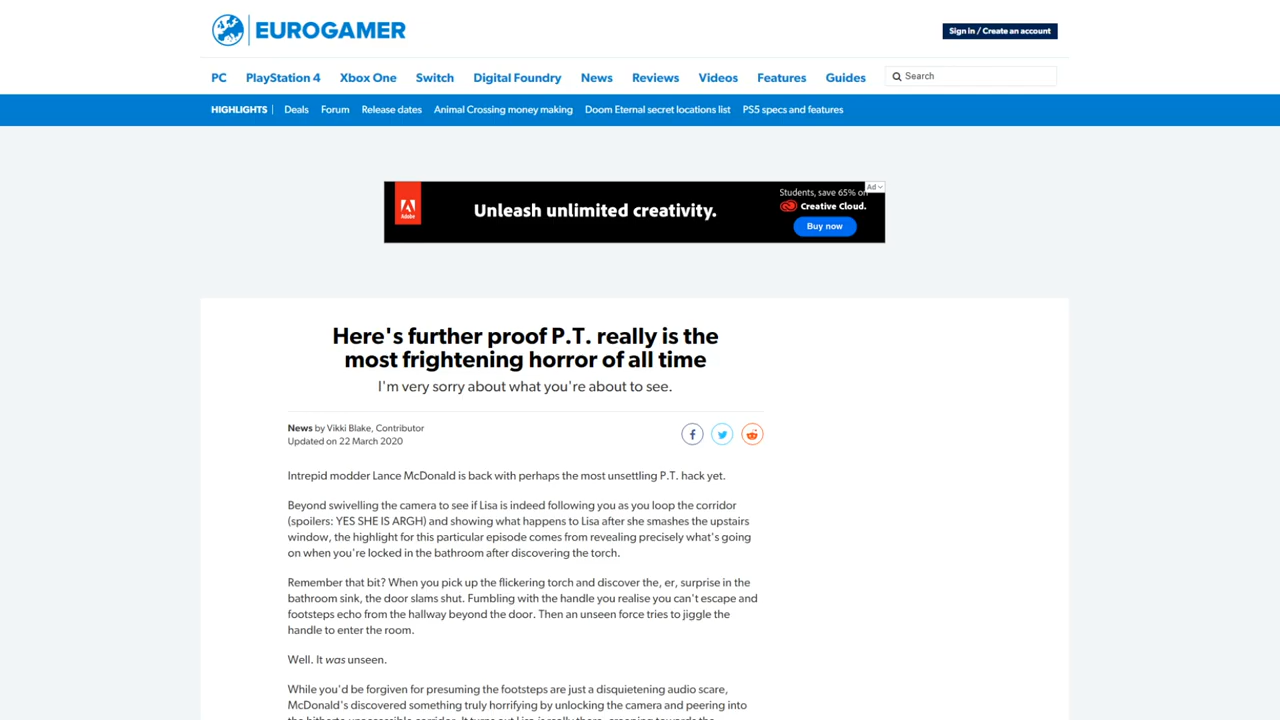 EUROGAMER
Sign in / Create an account
PC PlayStation 4 Xbox One Switch Digital Foundry News Reviews Videos Features Guides Search
HIGHLIGHTS Deals Forum Release dates Animal Crossing money making Doom Eternal secret locations list PS5 specs and features
Adobe
Unleash unlimited creativity.
Students, save 65% on
Creative Cloud.
Buy now
Ad
Here's further proof P.T. really is the
most frightening horror of all time
I'm very sorry about what you're about to see.
News by Vikki Blake, Contributor
Updated on 22 March 2020
Intrepid modder Lance McDonald is back with perhaps the most unsettling P.T. hack yet.
Beyond swivelling the camera to see if Lisa is indeed following you as you loop the corridor
(spoilers: YES SHE IS ARGH) and showing what happens to Lisa after she smashes the upstairs
window, the highlight for this particular episode comes from revealing precisely what's going
on when you're locked in the bathroom after discovering the torch.
Remember that bit? When you pick up the flickering torch and discover the, er, surprise in the
bathroom sink, the door slams shut. Fumbling with the handle you realise you can't escape and
footsteps echo from the hallway beyond the door. Then an unseen force tries to jiggle the
handle to enter the room.
Well. It was unseen.
While you'd be forgiven for presuming the footsteps are just a disquietening audio scare,
McDonald's discovered something truly horrifying by unlocking the camera and peering into